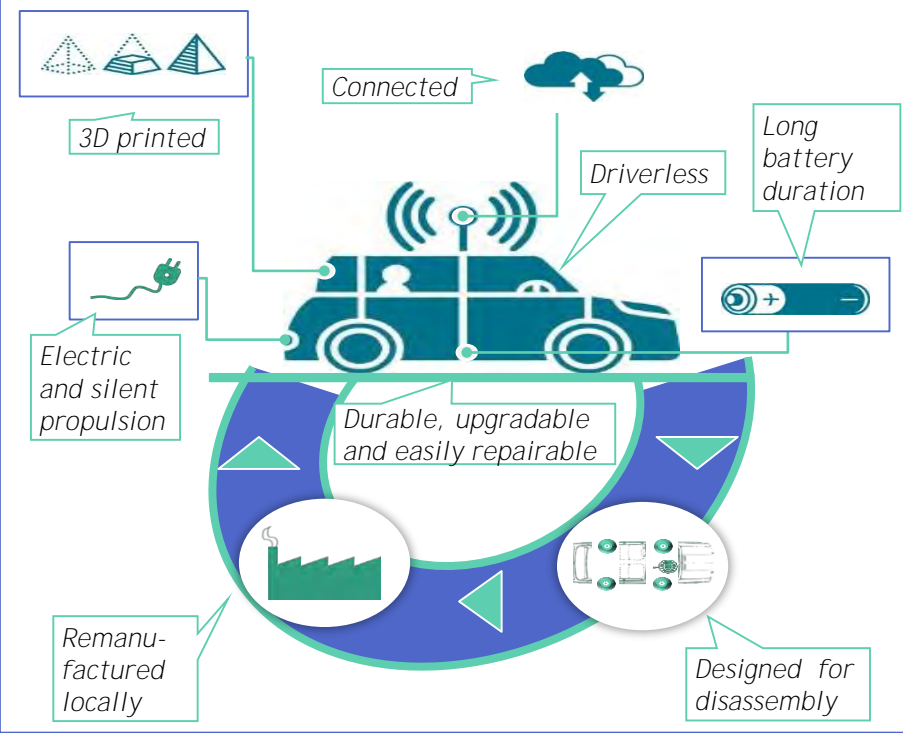 Connected
3D printed
Long
battery
duration
Driverless
+
−
Electric
and silent
propulsion
Durable, upgradable
and easily repairable
Remanu-
factured
locally
Designed for
disassembly